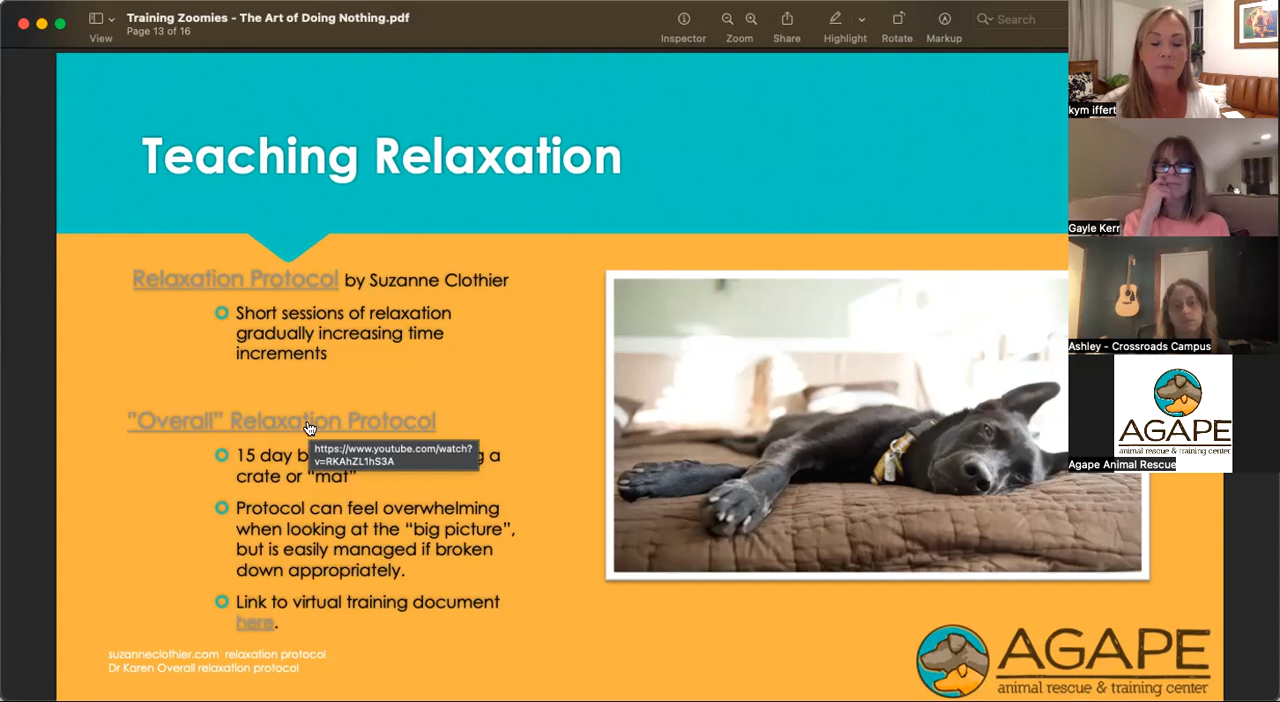 Training Zoomies - The Art of Doing Nothing.pdf
Page 13 of 16
View
Inspector
Zoom
Share
Highlight
Rotate
Markup
Search
Teaching Relaxation
Relaxation Protocol by Suzanne Clothier
Short sessions of relaxation
gradually increasing time
increments
"Overall" Relaxation Protocol
https://www.youtube.com/watch?
v=RKAhZL1hS3A
15 day
a
crate or "mat"
Protocol can feel overwhelming
when looking at the "big picture",
but is easily managed if broken
down appropriately.
Link to virtual training document
here.
suzanneclothier.com relaxation protocol
Dr Karen Overall relaxation protocol
AGAPE
animal rescue & training center
kym iffert
Gayle Kerr
Ashley - Crossroads Campus
AGAPE
animal rescue & training center
Agape Animal Rescue